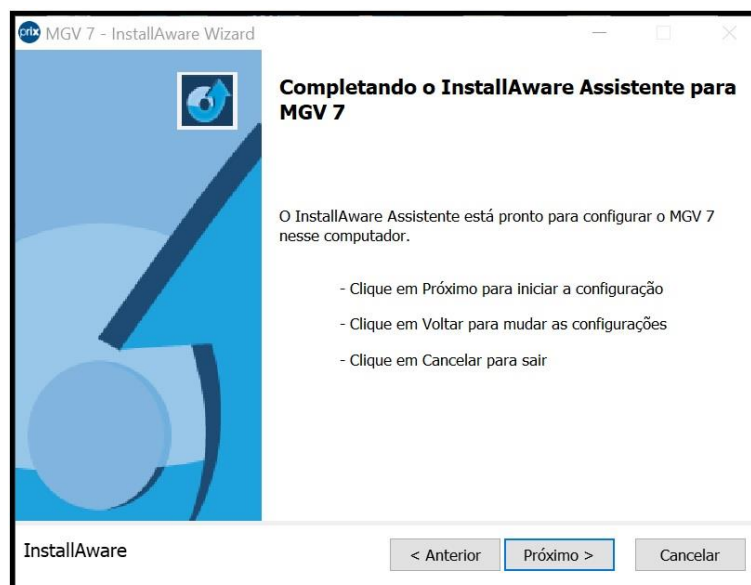 prix MGV 7 - InstallAware Wizard
Completando o InstallAware Assistente para
MGV 7
O InstallAware Assistente está pronto para configurar o MGV 7
nesse computador.
- Clique em Próximo para iniciar a configuração
- Clique em Voltar para mudar as configurações
- Clique em Cancelar para sair
InstallAware
< Anterior
Próximo >
Cancelar